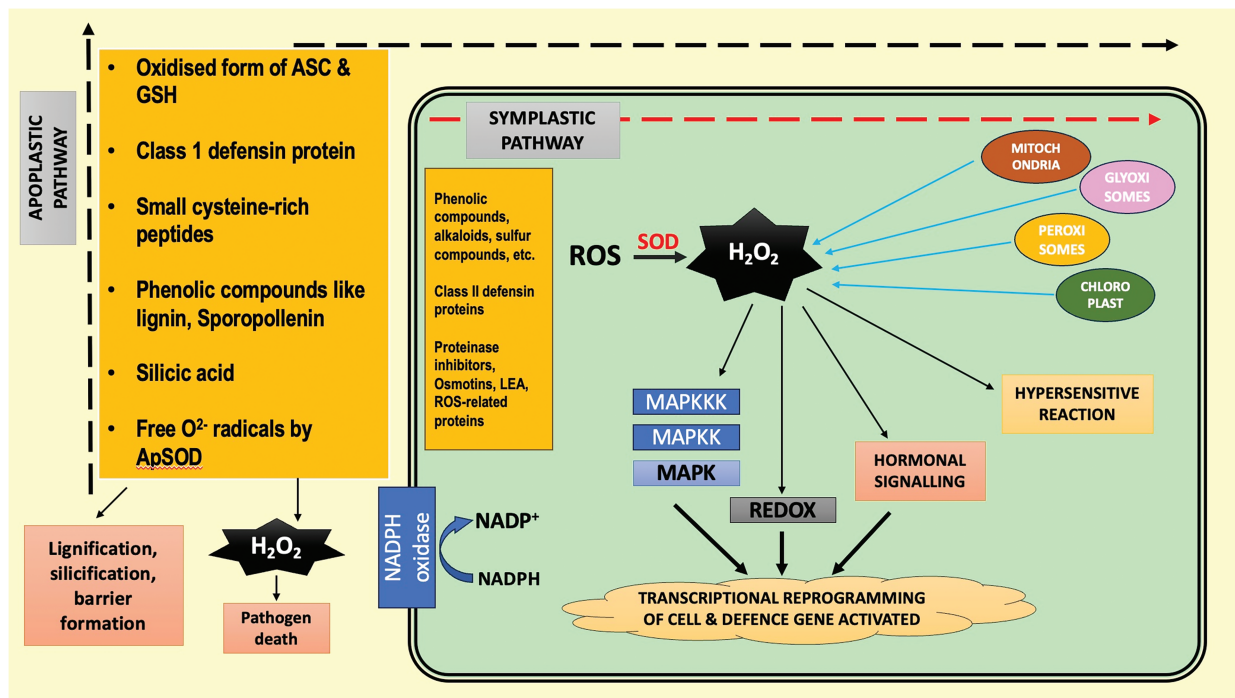 APOPLASTIC
PATHWAY
• Oxidised form of ASC &
GSH
• Class 1 defensin protein
• Small cysteine-rich
peptides
• Phenolic compounds like
lignin, Sporopollenin
• Silicic acid
• Free O²⁻ radicals by
ApSOD
Lignification,
silicification,
barrier
formation
H₂O₂
Pathogen
death
SYMPLASTIC
PATHWAY
Phenolic
compounds,
alkaloids, sulfur
compounds, etc.
Class II defensin
proteins
Proteinase
inhibitors,
Osmotins, LEA,
ROS-related
proteins
NADPH
oxidase
NADP⁺
NADPH
ROS
SOD
H₂O₂
MITOCH
ONDRIA
GLYOXI
SOMES
PEROXI
SOMES
CHLORO
PLAST
MAPKKK
MAPKK
MAPK
REDOX
HORMONAL
SIGNALLING
HYPERSENSITIVE
REACTION
TRANSCRIPTIONAL REPROGRAMMING
OF CELL & DEFENCE GENE ACTIVATED